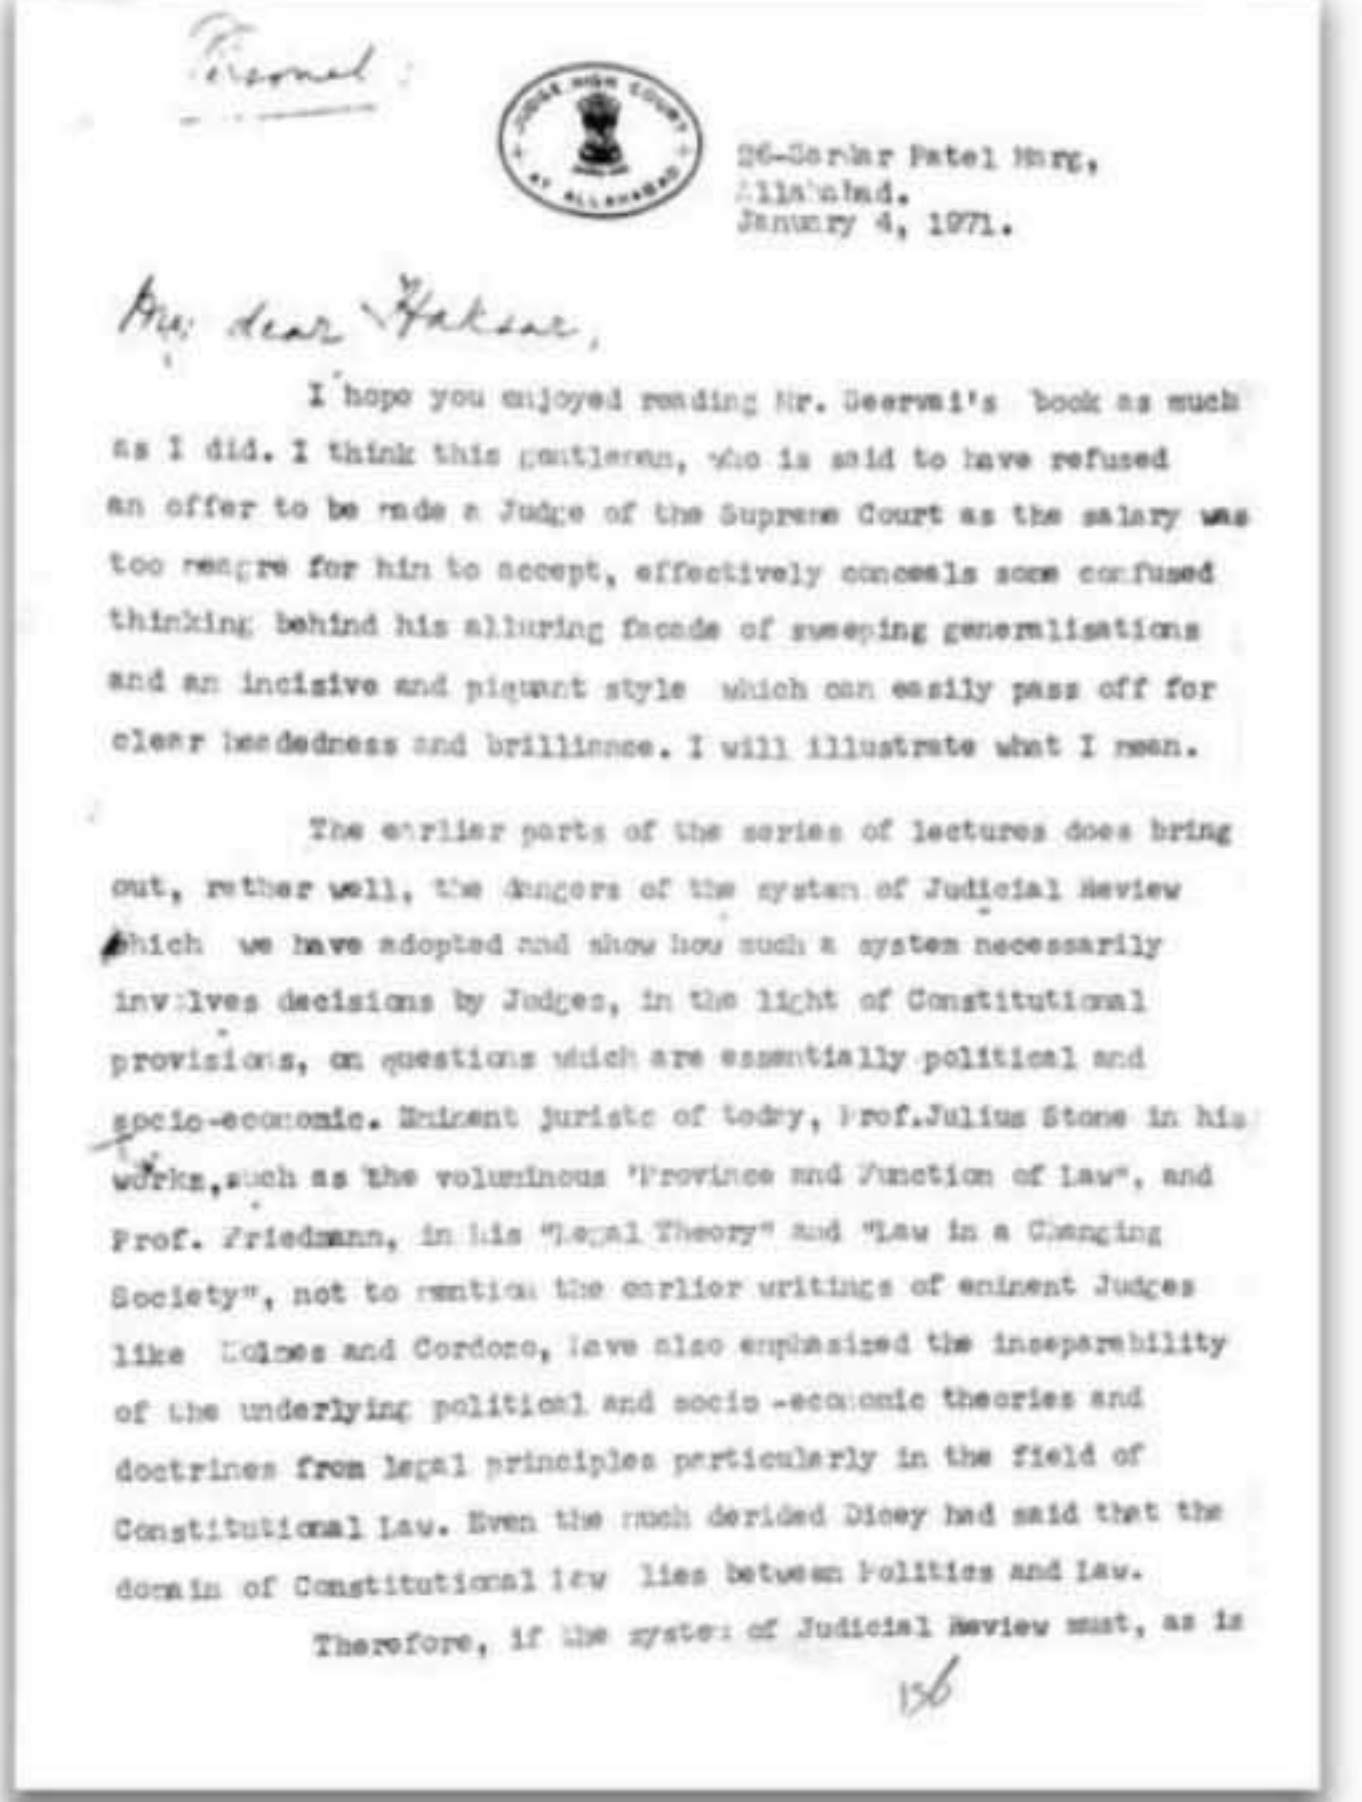 Personal:
JUDGE HIGH COURT
AT ALLAHABAD
26-Sardar Patel Marg,
Allahabad.
January 4, 1971.
My dear Haksar,
I hope you enjoyed reading Mr. Seervai's book as much
as I did. I think this gentleman, who is said to have refused
an offer to be made a Judge of the Supreme Court as the salary was
too meagre for him to accept, effectively conceals some confused
thinking behind his alluring facade of sweeping generalisations
and an incisive and piquant style which can easily pass off for
clear headedness and brilliance. I will illustrate what I mean.
The earlier parts of the series of lectures does bring
out, rather well, the dangers of the system of Judicial Review
which we have adopted and show how such a system necessarily
involves decisions by Judges, in the light of Constitutional
provisions, on questions which are essentially political and
socio-economic. Eminent jurists of today, Prof.Julius Stone in his
works, such as the voluminous "Province and Function of Law", and
Prof. Friedmann, in his "Legal Theory" and "Law in a Changing
Society", not to mention the earlier writings of eminent Judges
like Holmes and Cordozo, have also emphasized the inseparability
of the underlying political and socio-economic theories and
doctrines from legal principles particularly in the field of
Constitutional Law. Even the much derided Dicey had said that the
domain of Constitutional law lies between Politics and Law.
Therefore, if the system of Judicial Review must, as is
156